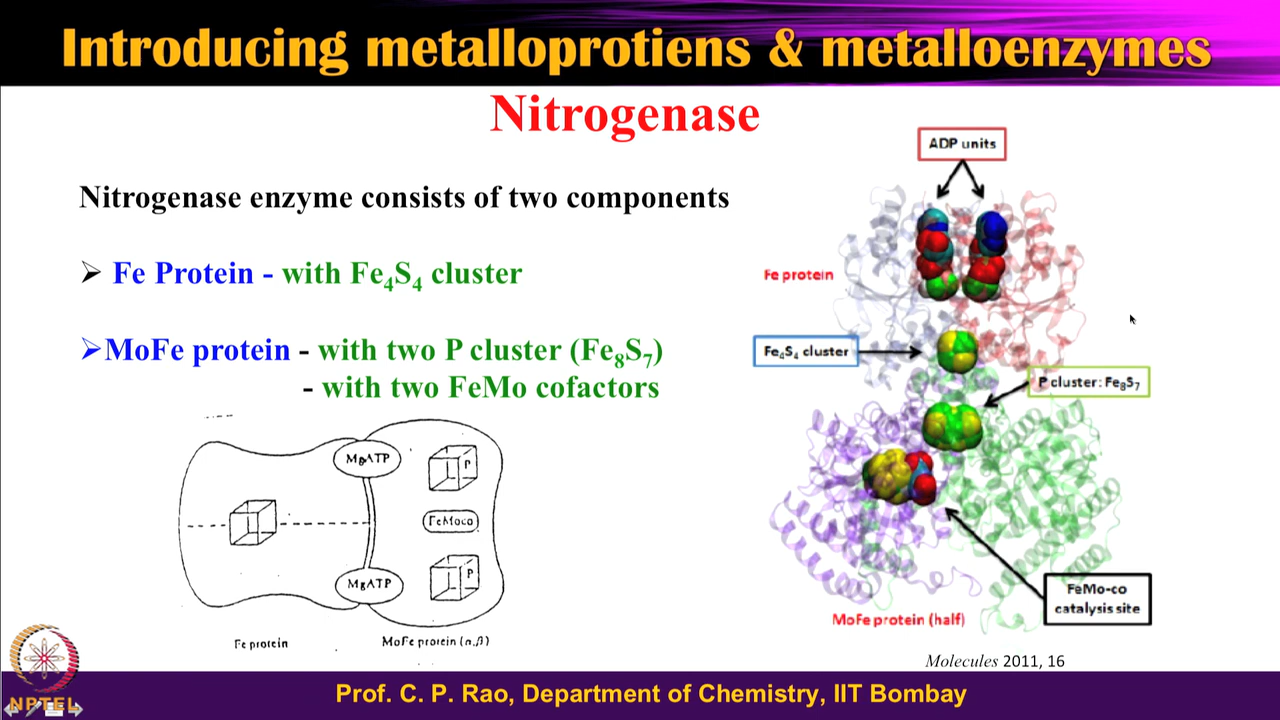 Introducing metalloprotiens & metalloenzymes
Nitrogenase
Nitrogenase enzyme consists of two components
➤ Fe Protein - with Fe₄S₄ cluster
➤MoFe protein - with two P cluster (Fe₈S₇)
- with two FeMo cofactors
MgATP
P
FeMoco
P
MgATP
Fe protein
MoFe protein (α,β)
ADP units
Fe protein
Fe₄S₄ cluster
P cluster: Fe₈S₇
FeMo-co
catalysis site
MoFe protein (half)
Molecules 2011, 16
NPTEL
Prof. C. P. Rao, Department of Chemistry, IIT Bombay